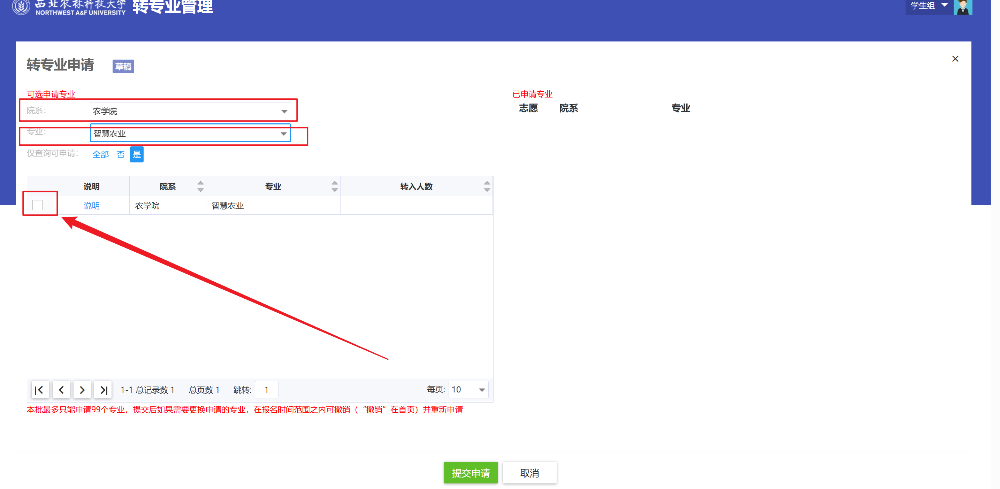 西北农林科技大学 转专业管理
NORTHWEST A&F UNIVERSITY
学生组
转专业申请 草稿
可选申请专业
院系: 农学院
专业: 智慧农业
仅查询可申请: 全部 否 是
已申请专业
志愿 院系 专业
说明 院系 专业 转入人数
说明 农学院 智慧农业
1-1 总记录数 1 总页数 1 跳转: 1 每页: 10
本批最多只能申请99个专业，提交后如果需要更换申请的专业，在报名时间范围之内可撤销（“撤销”在首页）并重新申请
提交申请 取消